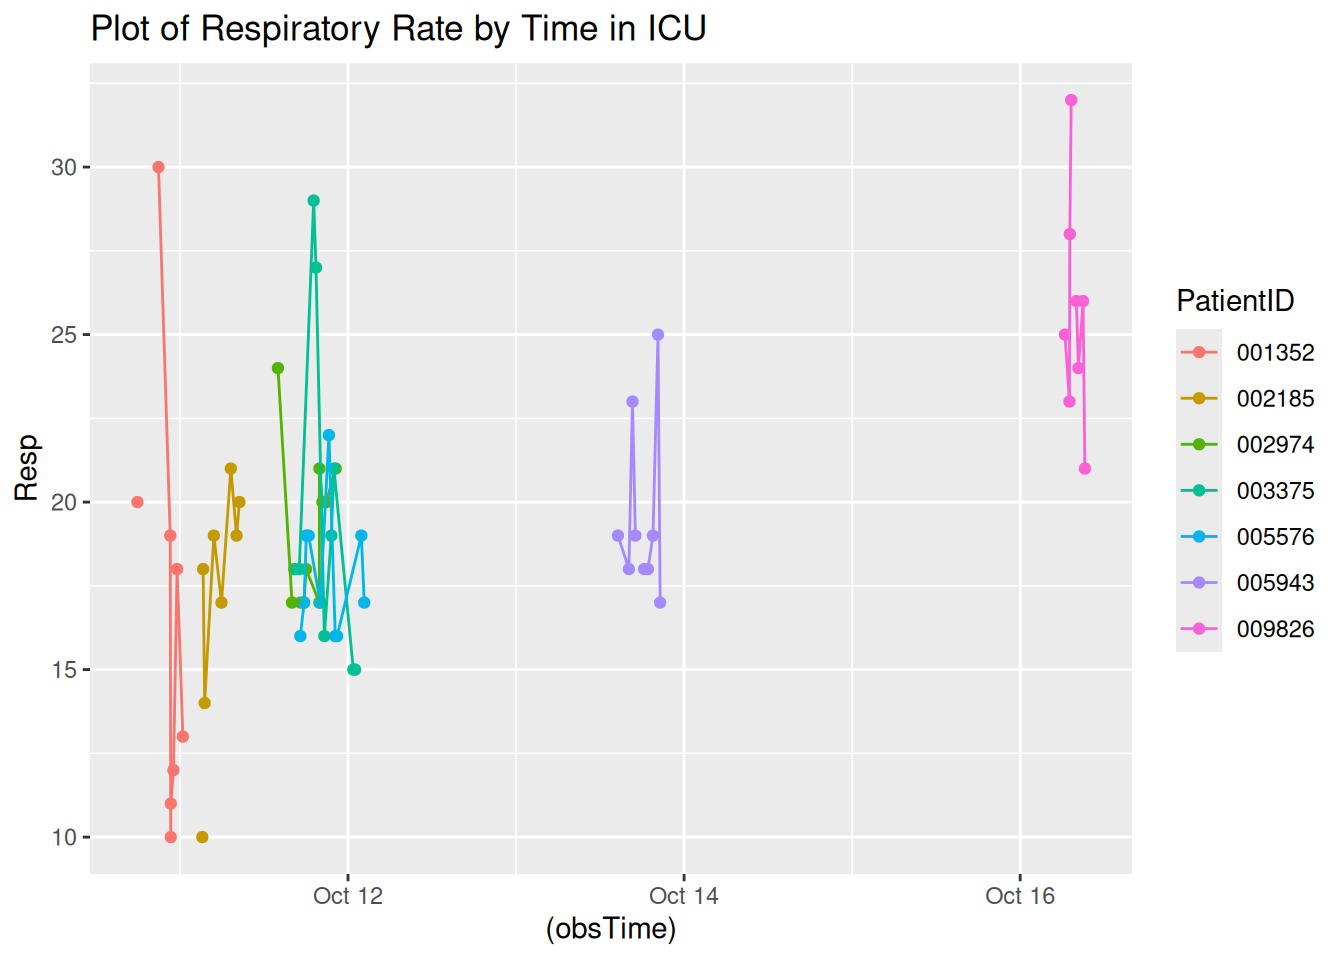 Plot of Respiratory Rate by Time in ICU
30
25
20
15
10
Resp
Oct 12
Oct 14
Oct 16
(obsTime)
PatientID
001352
002185
002974
003375
005576
005943
009826